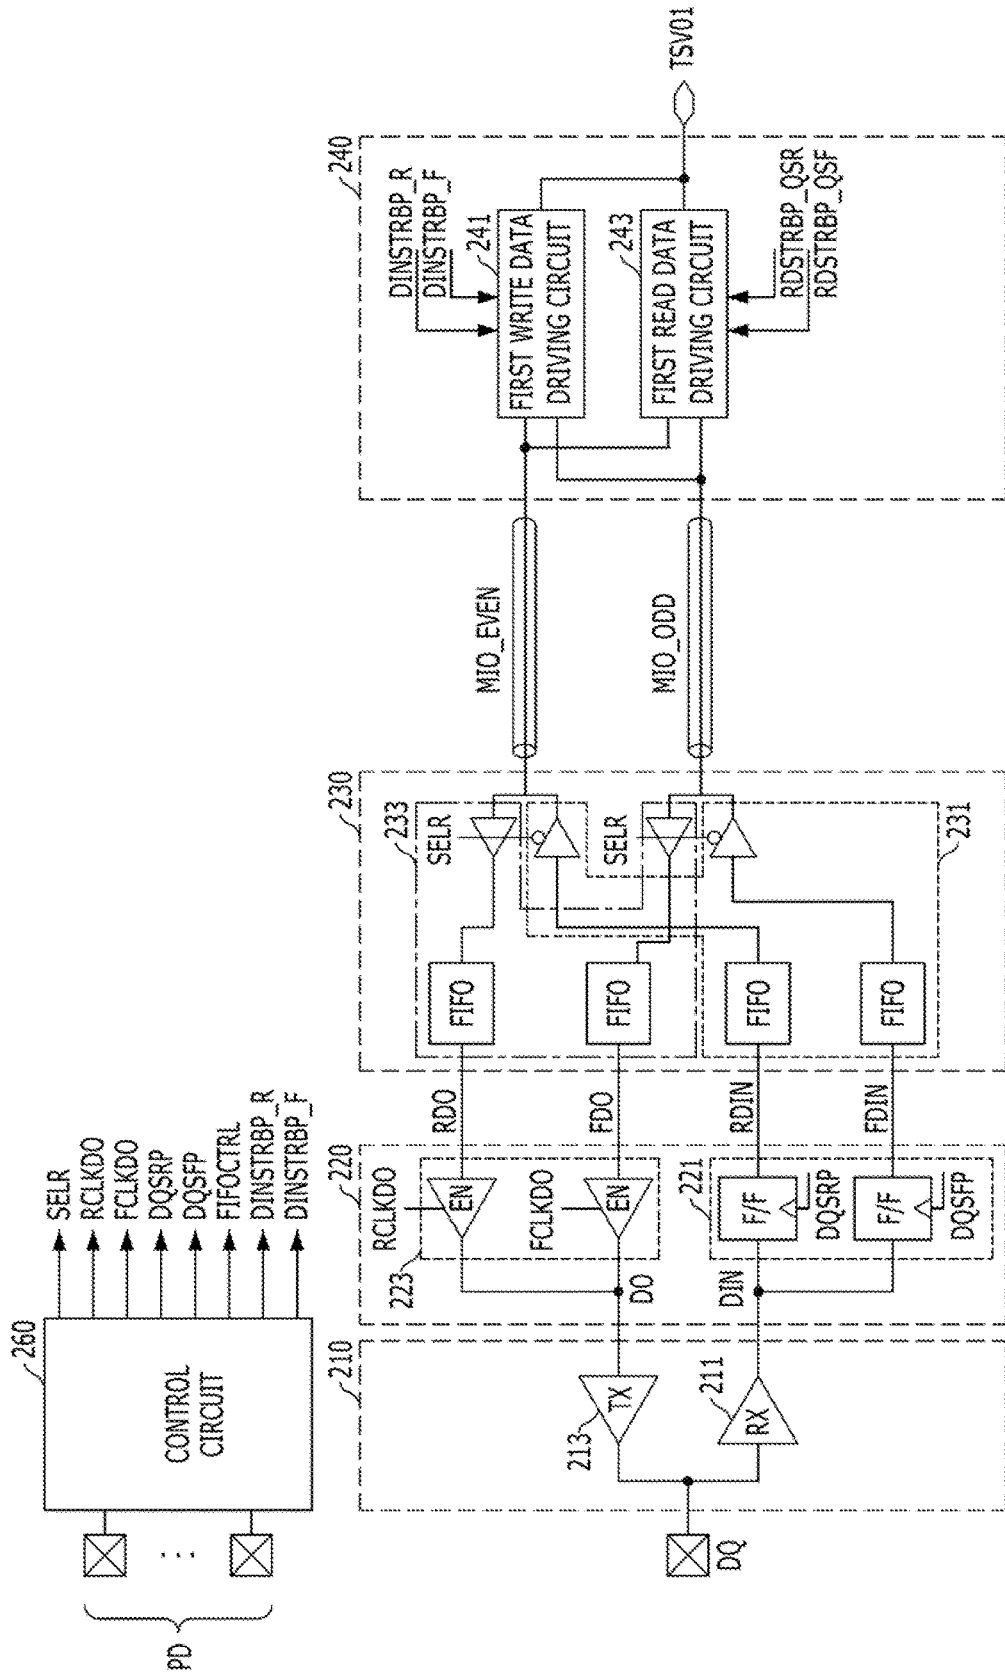 PD
260
CONTROL
CIRCUIT
SELR
RCLKDO
FCLKDO
DQSRP
DQSFP
FIFOCTRL
DINSTRBP_R
DINSTRBP_F
DQ
210
213
TX
RX
211
220
223
RCLKDO
EN
FCLKDO
EN
DO
DIN
221
F/F
DQSRP
F/F
DQSFP
RDO
FDO
RDIN
FDIN
230
233
FIFO
FIFO
FIFO
FIFO
SELR
SELR
231
MIO_EVEN
MIO_ODD
240
DINSTRBP_R
DINSTRBP_F
241
FIRST WRITE DATA
DRIVING CIRCUIT
243
FIRST READ DATA
DRIVING CIRCUIT
RDSTRBP_QSR
RDSTRBP_QSF
TSV01